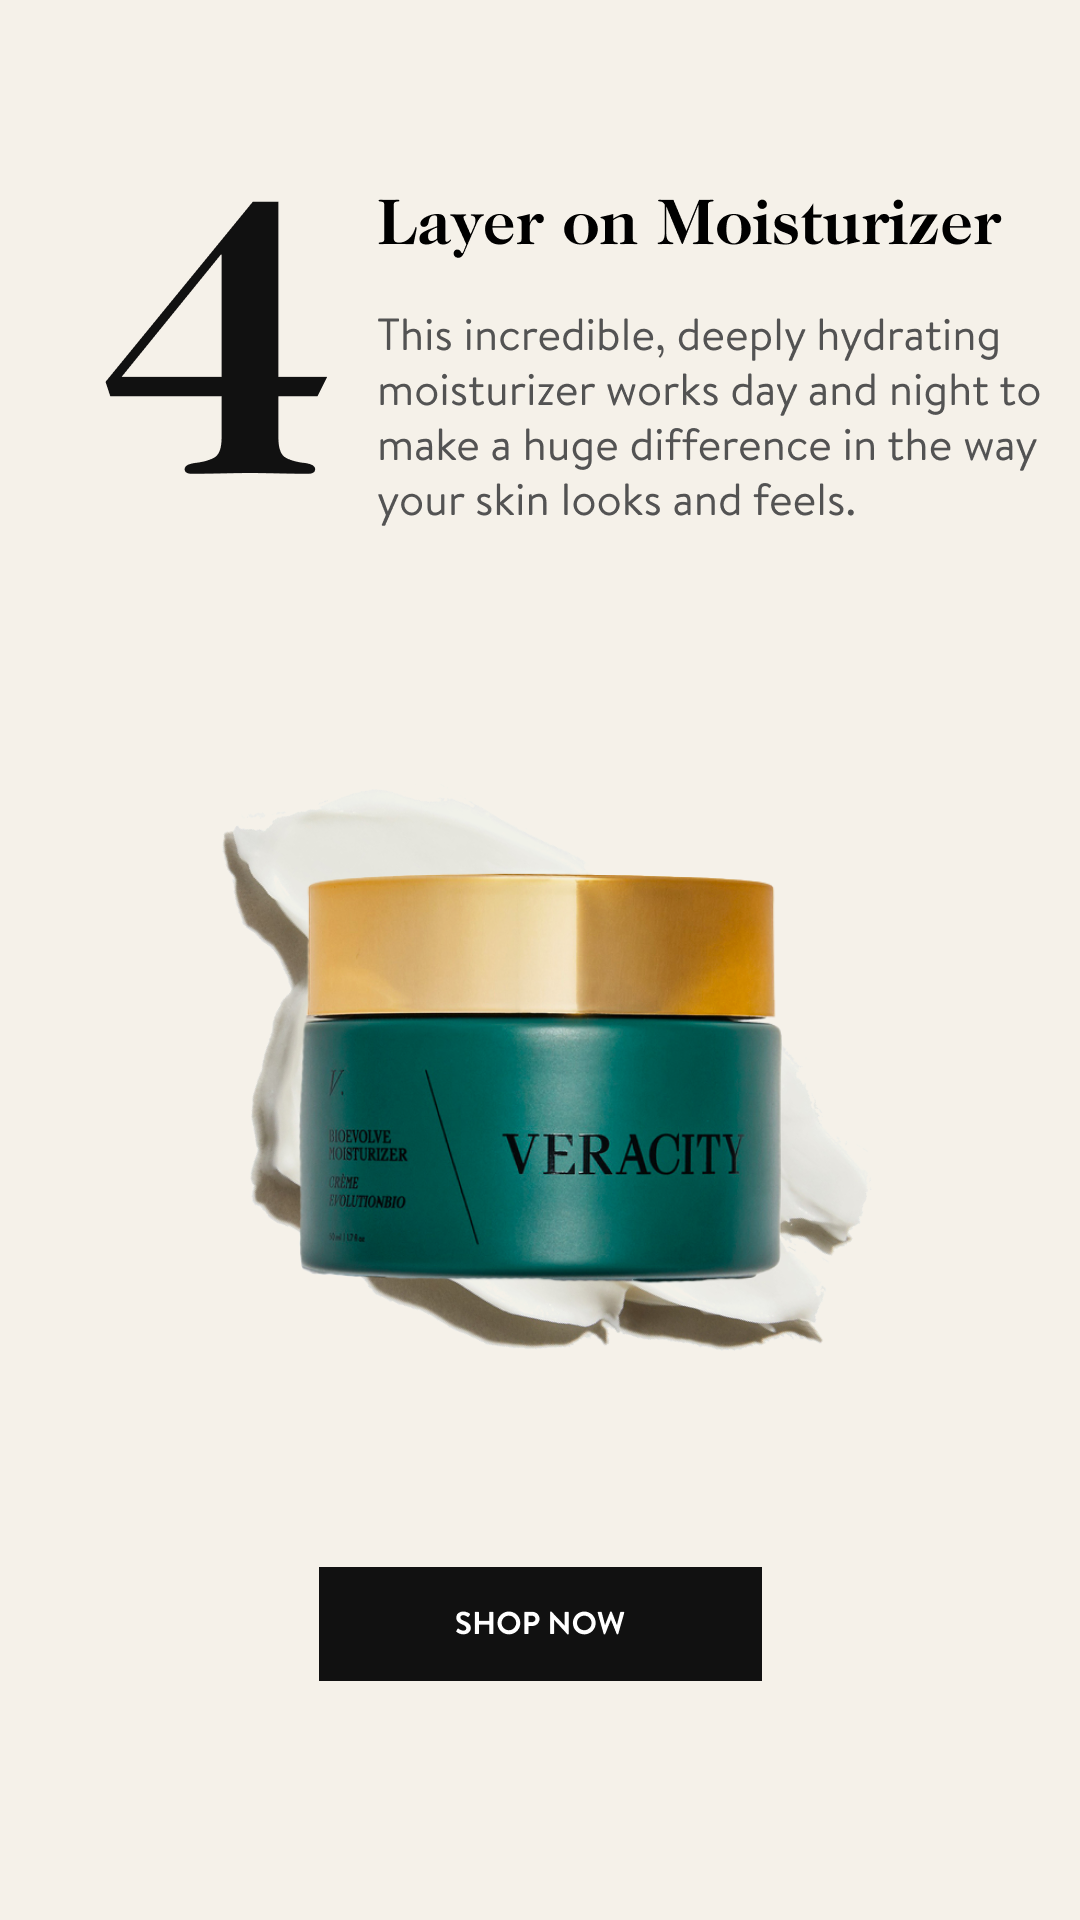 4
Layer on Moisturizer
This incredible, deeply hydrating
moisturizer works day and night to
make a huge difference in the way
your skin looks and feels.
V.
BIOEVOLVE
MOISTURIZER
CRÈME
EVOLUTIONBIO
VERACITY
SHOP NOW